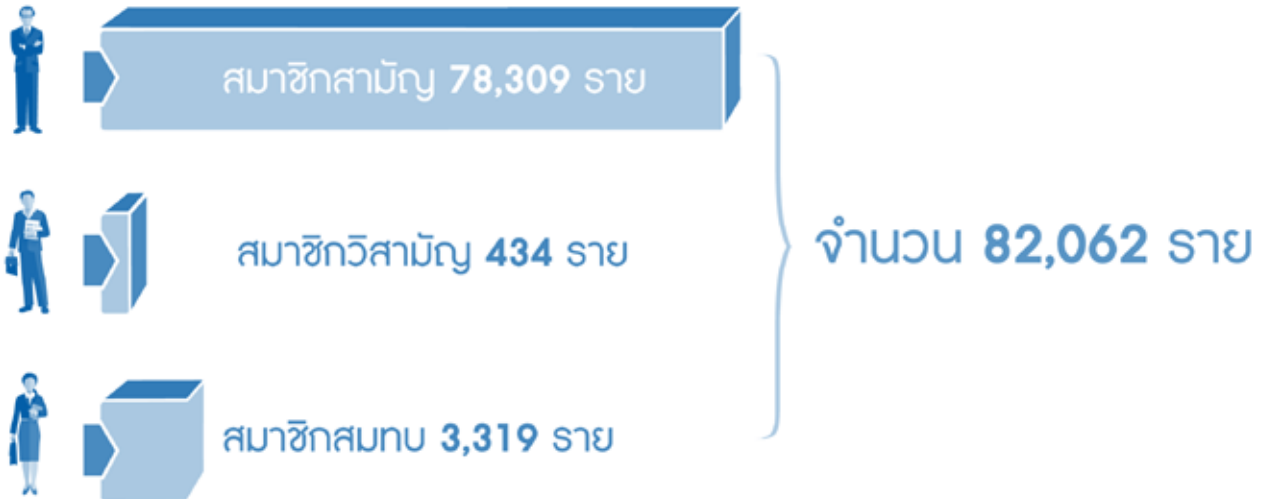 สมาชิกสามัญ 78,309 ราย
สมาชิกวิสามัญ 434 ราย
จำนวน 82,062 ราย
สมาชิกสมทบ 3,319 ราย